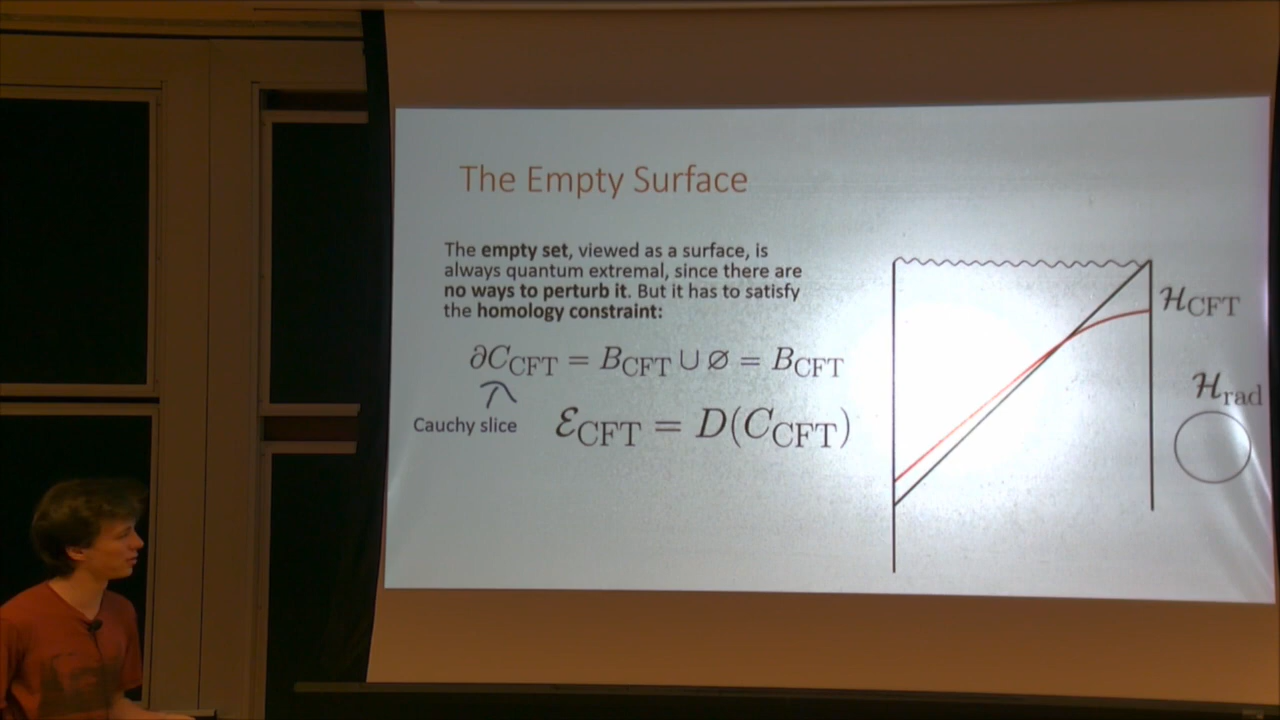 The Empty Surface
The empty set, viewed as a surface, is
always quantum extremal, since there are
no ways to perturb it. But it has to satisfy
the homology constraint:
∂C_CFT = B_CFT ∪ ∅ = B_CFT
Cauchy slice
ℰ_CFT = D(C_CFT)
ℋ_CFT
ℋ_rad